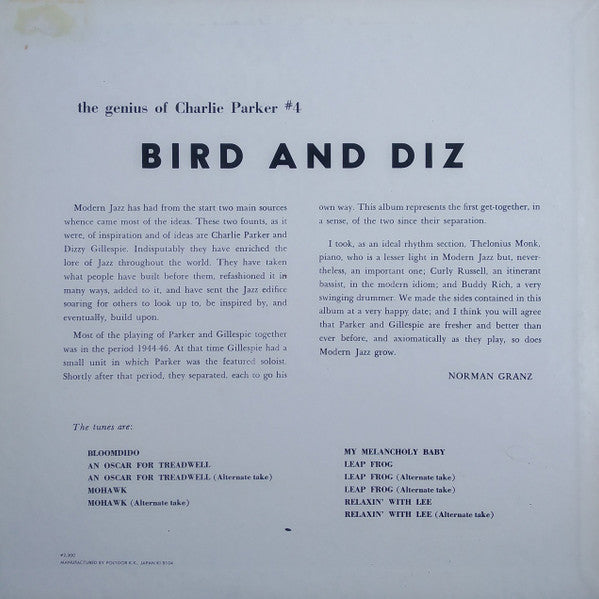 the genius of Charlie Parker #4
BIRD AND DIZ
Modern Jazz has had from the start two main sources
whence came most of the ideas. These two founts, as it
were, of inspiration and of ideas are Charlie Parker and
Dizzy Gillespie. Indisputably they have enriched the
lore of Jazz throughout the world. They have taken
what people have built before them, refashioned it in
many ways, added to it, and have sent the Jazz edifice
soaring for others to look up to, be inspired by, and
eventually, build upon.
Most of the playing of Parker and Gillespie together
was in the period 1944-46. At that time Gillespie had a
small unit in which Parker was the featured soloist.
Shortly after that period, they separated, each to go his
own way. This album represents the first get-together, in
a sense, of the two since their separation.
I took, as an ideal rhythm section, Thelonius Monk,
piano, who is a lesser light in Modern Jazz but, never-
theless, an important one; Curly Russell, an itinerant
bassist, in the modern idiom; and Buddy Rich, a very
swinging drummer. We made the sides contained in this
album at a very happy date; and I think you will agree
that Parker and Gillespie are fresher and better than
ever before, and axiomatically as they play, so does
Modern Jazz grow.
NORMAN GRANZ
The tunes are:
BLOOMDIDO
AN OSCAR FOR TREADWELL
AN OSCAR FOR TREADWELL (Alternate take)
MOHAWK
MOHAWK (Alternate take)
MY MELANCHOLY BABY
LEAP FROG
LEAP FROG (Alternate take)
LEAP FROG (Alternate take)
RELAXIN' WITH LEE
RELAXIN' WITH LEE (Alternate take)
MANUFACTURED BY POLYDOR K.K., JAPAN